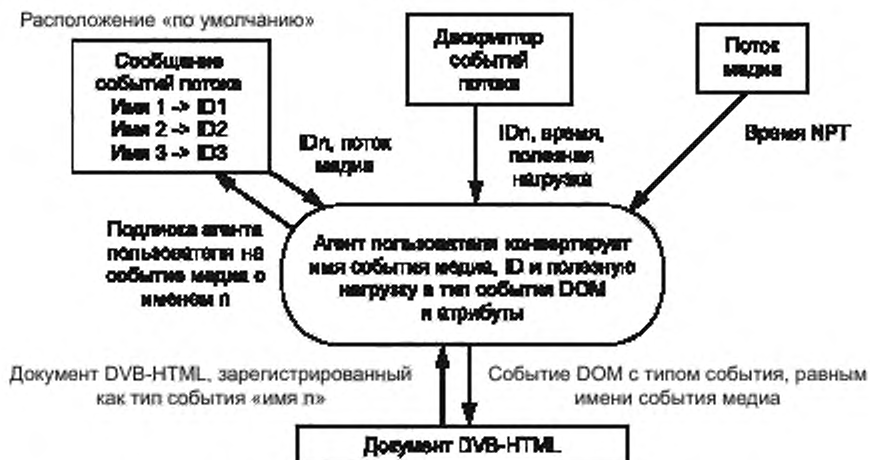 Расположение «по умолчанию»
Сообщение
событий потока
Имя 1 -> ID1
Имя 2 -> ID2
Имя 3 -> ID3
Дескриптор
событий
потока
Поток
медиа
IDn, поток
медиа
IDn, время,
полезная
нагрузка
Время NPT
Подписка агента
пользователя на
событие медиа с
именем n
Агент пользователя конвертирует
имя события медиа, ID и полезную
нагрузку в тип события DOM
и атрибуты
Документ DVB-HTML, зарегистрированный
как тип события «имя n»
Событие DOM с типом события, равным
имени события медиа
Документ DVB-HTML